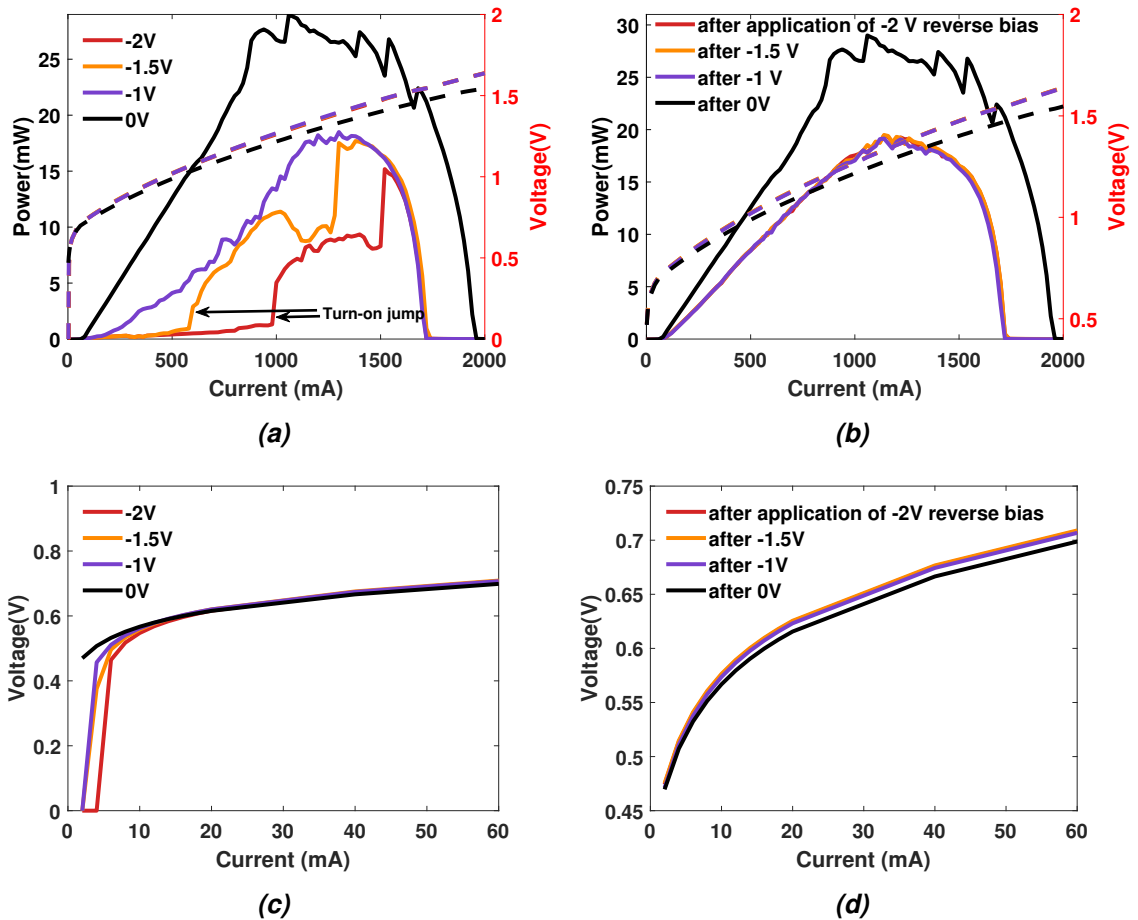 25
20
15
10
5
0
Power(mW)
-2V
-1.5V
-1V
0V
Turn-on jump
2
1.5
1
0.5
0
Voltage(V)
0
500
1000
1500
2000
Current (mA)
(a)
30
25
20
15
10
5
0
Power(mW)
after application of -2 V reverse bias
after -1.5 V
after -1 V
after 0V
2
1.5
1
0.5
Voltage(V)
0
500
1000
1500
2000
Current (mA)
(b)
1
0.8
0.6
0.4
0.2
0
Voltage(V)
-2V
-1.5V
-1V
0V
0
10
20
30
40
50
60
Current (mA)
(c)
0.75
0.7
0.65
0.6
0.55
0.5
0.45
Voltage(V)
after application of -2V reverse bias
after -1.5V
after -1V
after 0V
0
10
20
30
40
50
60
Current (mA)
(d)